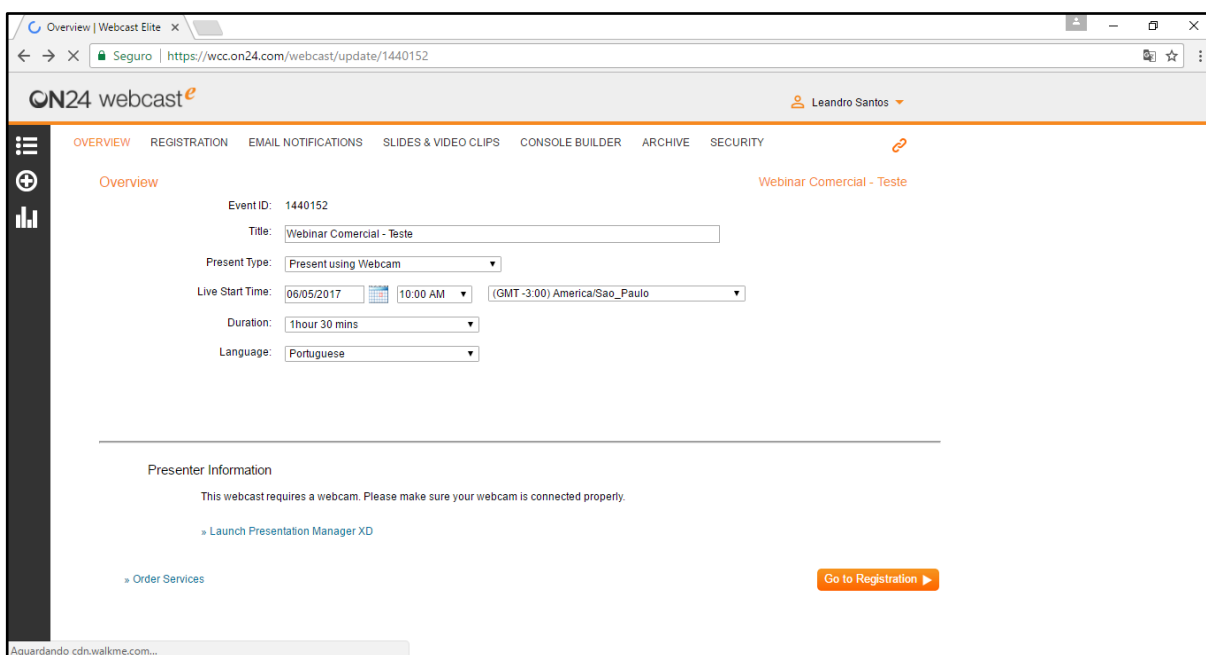 Overview | Webcast Elite
Seguro | https://wcc.on24.com/webcast/update/1440152
ON24 webcast e
Leandro Santos
OVERVIEW REGISTRATION EMAIL NOTIFICATIONS SLIDES & VIDEO CLIPS CONSOLE BUILDER ARCHIVE SECURITY
Overview Webinar Comercial - Teste
Event ID: 1440152
Title: Webinar Comercial - Teste
Present Type: Present using Webcam
Live Start Time: 06/05/2017 10:00 AM (GMT -3:00) America/Sao_Paulo
Duration: 1hour 30 mins
Language: Portuguese
Presenter Information
This webcast requires a webcam. Please make sure your webcam is connected properly.
» Launch Presentation Manager XD
» Order Services Go to Registration
Aguardando cdn.walkme.com...